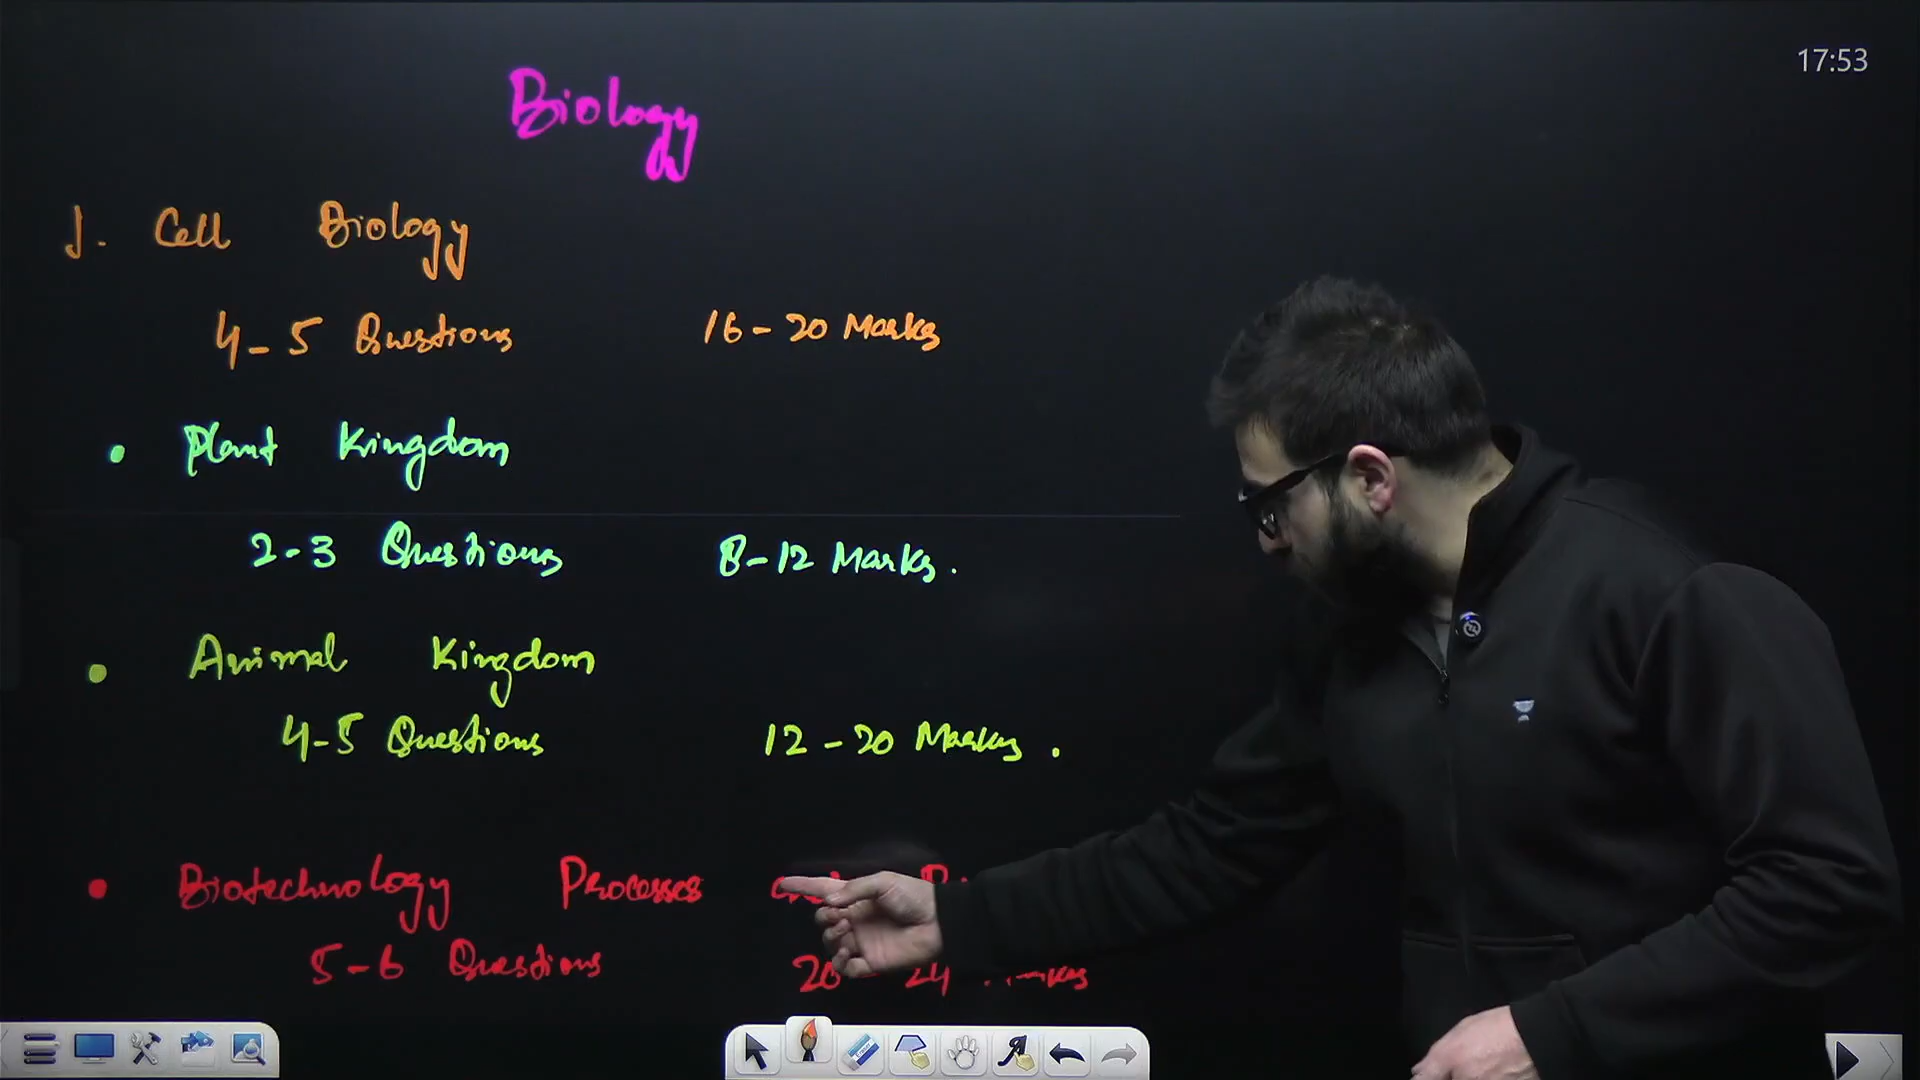 17:53
Biology
1. Cell Biology
4-5 Questions 16-20 Marks
• Plant Kingdom
2-3 Questions 8-12 Marks.
• Animal Kingdom
4-5 Questions 12-20 Marks.
• Biotechnology Processes
5-6 Questions 20-24